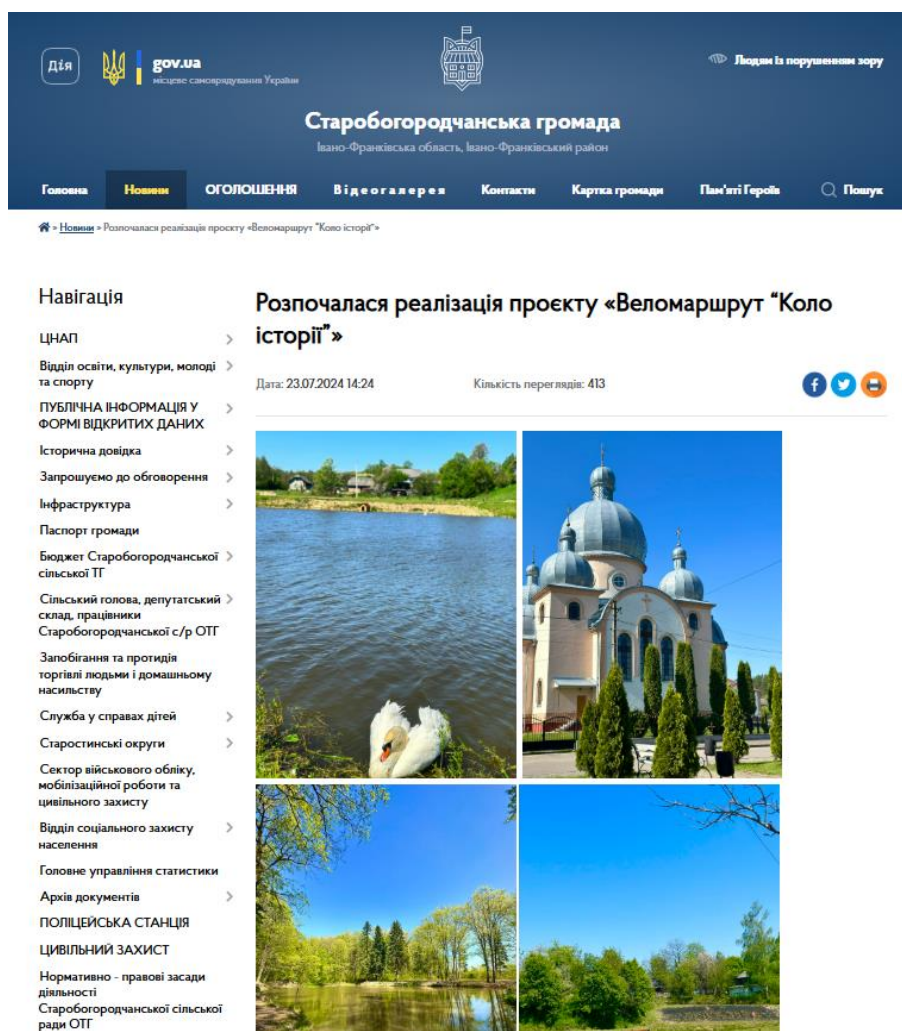 Дія
gov.ua
місцеве самоврядування України
Людям із порушенням зору
Старобогородчанська громада
Івано-Франківська область, Івано-Франківський район
Головна Новини ОГОЛОШЕННЯ Відеогалерея Контакти Картка громади Пам'яті Героїв Пошук
» Новини » Розпочалася реалізація проєкту «Веломаршрут “Коло історії”»
Навігація
ЦНАП
Відділ освіти, культури, молоді
та спорту
ПУБЛІЧНА ІНФОРМАЦІЯ У
ФОРМІ ВІДКРИТИХ ДАНИХ
Історична довідка
Запрошуємо до обговорення
Інфраструктура
Паспорт громади
Бюджет Старобогородчанської
сільської ТГ
Сільський голова, депутатський
склад, працівники
Старобогородчанської с/р ОТГ
Запобігання та протидія
торгівлі людьми і домашньому
насильству
Служба у справах дітей
Старостинські округи
Сектор військового обліку,
мобілізаційної роботи та
цивільного захисту
Відділ соціального захисту
населення
Головне управління статистики
Архів документів
ПОЛІЦЕЙСЬКА СТАНЦІЯ
ЦИВІЛЬНИЙ ЗАХИСТ
Нормативно - правові засади
діяльності
Старобогородчанської сільської
ради ОТГ
Розпочалася реалізація проєкту «Веломаршрут “Коло
історії”»
Дата: 23.07.2024 14:24 Кількість переглядів: 413